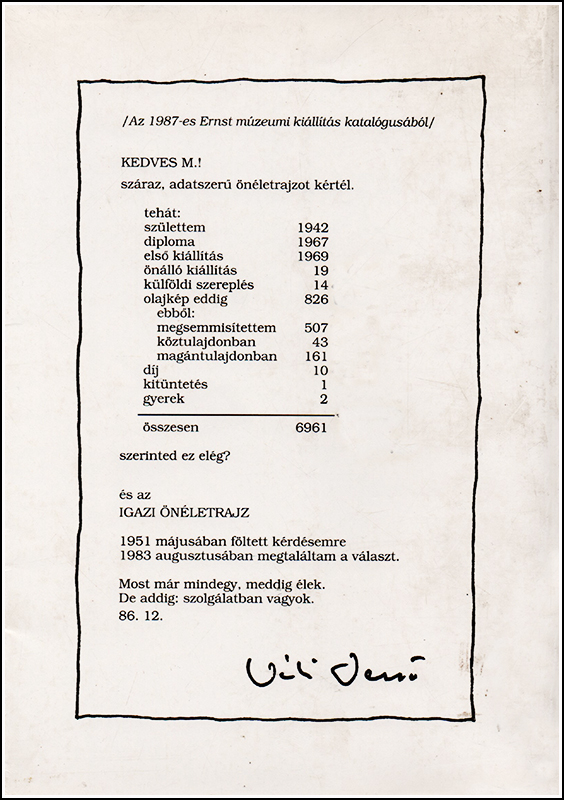 /Az 1987-es Ernst múzeumi kiállítás katalógusából/
KEDVES M.!
száraz, adatszerű önéletrajzot kértél.
tehát:
születtem 1942
diploma 1967
első kiállítás 1969
önálló kiállítás 19
külföldi szereplés 14
olajkép eddig 826
ebből:
megsemmisítettem 507
köztulajdonban 43
magántulajdonban 161
díj 10
kitüntetés 1
gyerek 2
összesen 6961
szerinted ez elég?
és az
IGAZI ÖNÉLETRAJZ
1951 májusában föltett kérdésemre
1983 augusztusában megtaláltam a választ.
Most már mindegy, meddig élek.
De addig: szolgálatban vagyok.
86. 12.
Váli Dezső